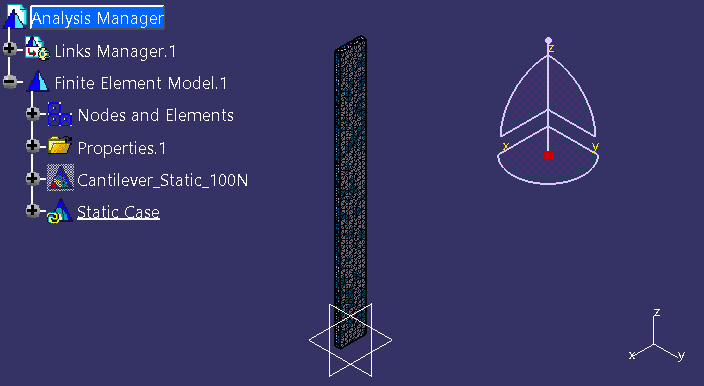 Analysis Manager
Links Manager.1
Finite Element Model.1
Nodes and Elements
Properties.1
Cantilever_Static_100N
Static Case
z
x
y
z
x
y